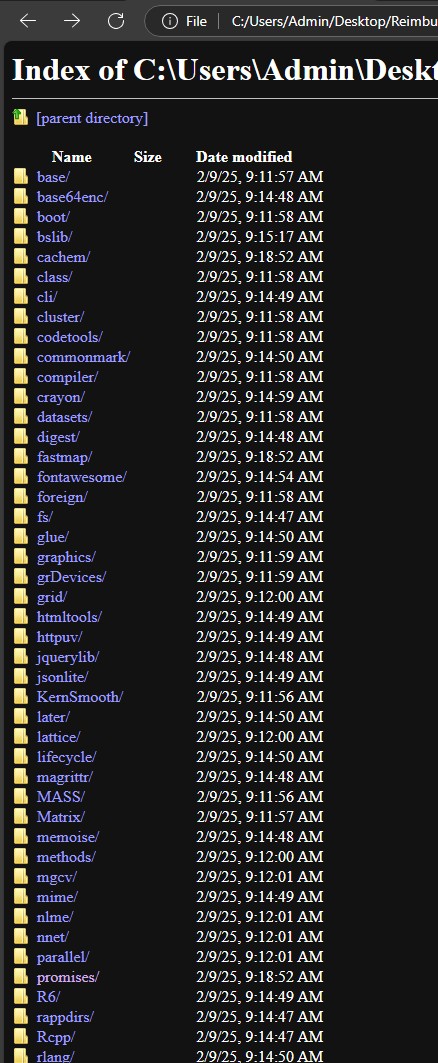 File C:/Users/Admin/Desktop/Reimbu
Index of C:\Users\Admin\Deskt
[parent directory]
Name Size Date modified
base/ 2/9/25, 9:11:57 AM
base64enc/ 2/9/25, 9:14:48 AM
boot/ 2/9/25, 9:11:58 AM
bslib/ 2/9/25, 9:15:17 AM
cachem/ 2/9/25, 9:18:52 AM
class/ 2/9/25, 9:11:58 AM
cli/ 2/9/25, 9:14:49 AM
cluster/ 2/9/25, 9:11:58 AM
codetools/ 2/9/25, 9:11:58 AM
commonmark/ 2/9/25, 9:14:50 AM
compiler/ 2/9/25, 9:11:58 AM
crayon/ 2/9/25, 9:14:59 AM
datasets/ 2/9/25, 9:11:58 AM
digest/ 2/9/25, 9:14:48 AM
fastmap/ 2/9/25, 9:18:52 AM
fontawesome/ 2/9/25, 9:14:54 AM
foreign/ 2/9/25, 9:11:58 AM
fs/ 2/9/25, 9:14:47 AM
glue/ 2/9/25, 9:14:50 AM
graphics/ 2/9/25, 9:11:59 AM
grDevices/ 2/9/25, 9:11:59 AM
grid/ 2/9/25, 9:12:00 AM
htmltools/ 2/9/25, 9:14:49 AM
httpuv/ 2/9/25, 9:14:49 AM
jquerylib/ 2/9/25, 9:14:48 AM
jsonlite/ 2/9/25, 9:14:49 AM
KernSmooth/ 2/9/25, 9:11:56 AM
later/ 2/9/25, 9:14:50 AM
lattice/ 2/9/25, 9:12:00 AM
lifecycle/ 2/9/25, 9:14:50 AM
magrittr/ 2/9/25, 9:14:48 AM
MASS/ 2/9/25, 9:11:56 AM
Matrix/ 2/9/25, 9:11:57 AM
memoise/ 2/9/25, 9:14:48 AM
methods/ 2/9/25, 9:12:00 AM
mgcv/ 2/9/25, 9:12:01 AM
mime/ 2/9/25, 9:14:49 AM
nlme/ 2/9/25, 9:12:01 AM
nnet/ 2/9/25, 9:12:01 AM
parallel/ 2/9/25, 9:12:01 AM
promises/ 2/9/25, 9:18:52 AM
R6/ 2/9/25, 9:14:49 AM
rappdirs/ 2/9/25, 9:14:47 AM
Rcpp/ 2/9/25, 9:14:47 AM
rlang/ 2/9/25, 9:14:50 AM